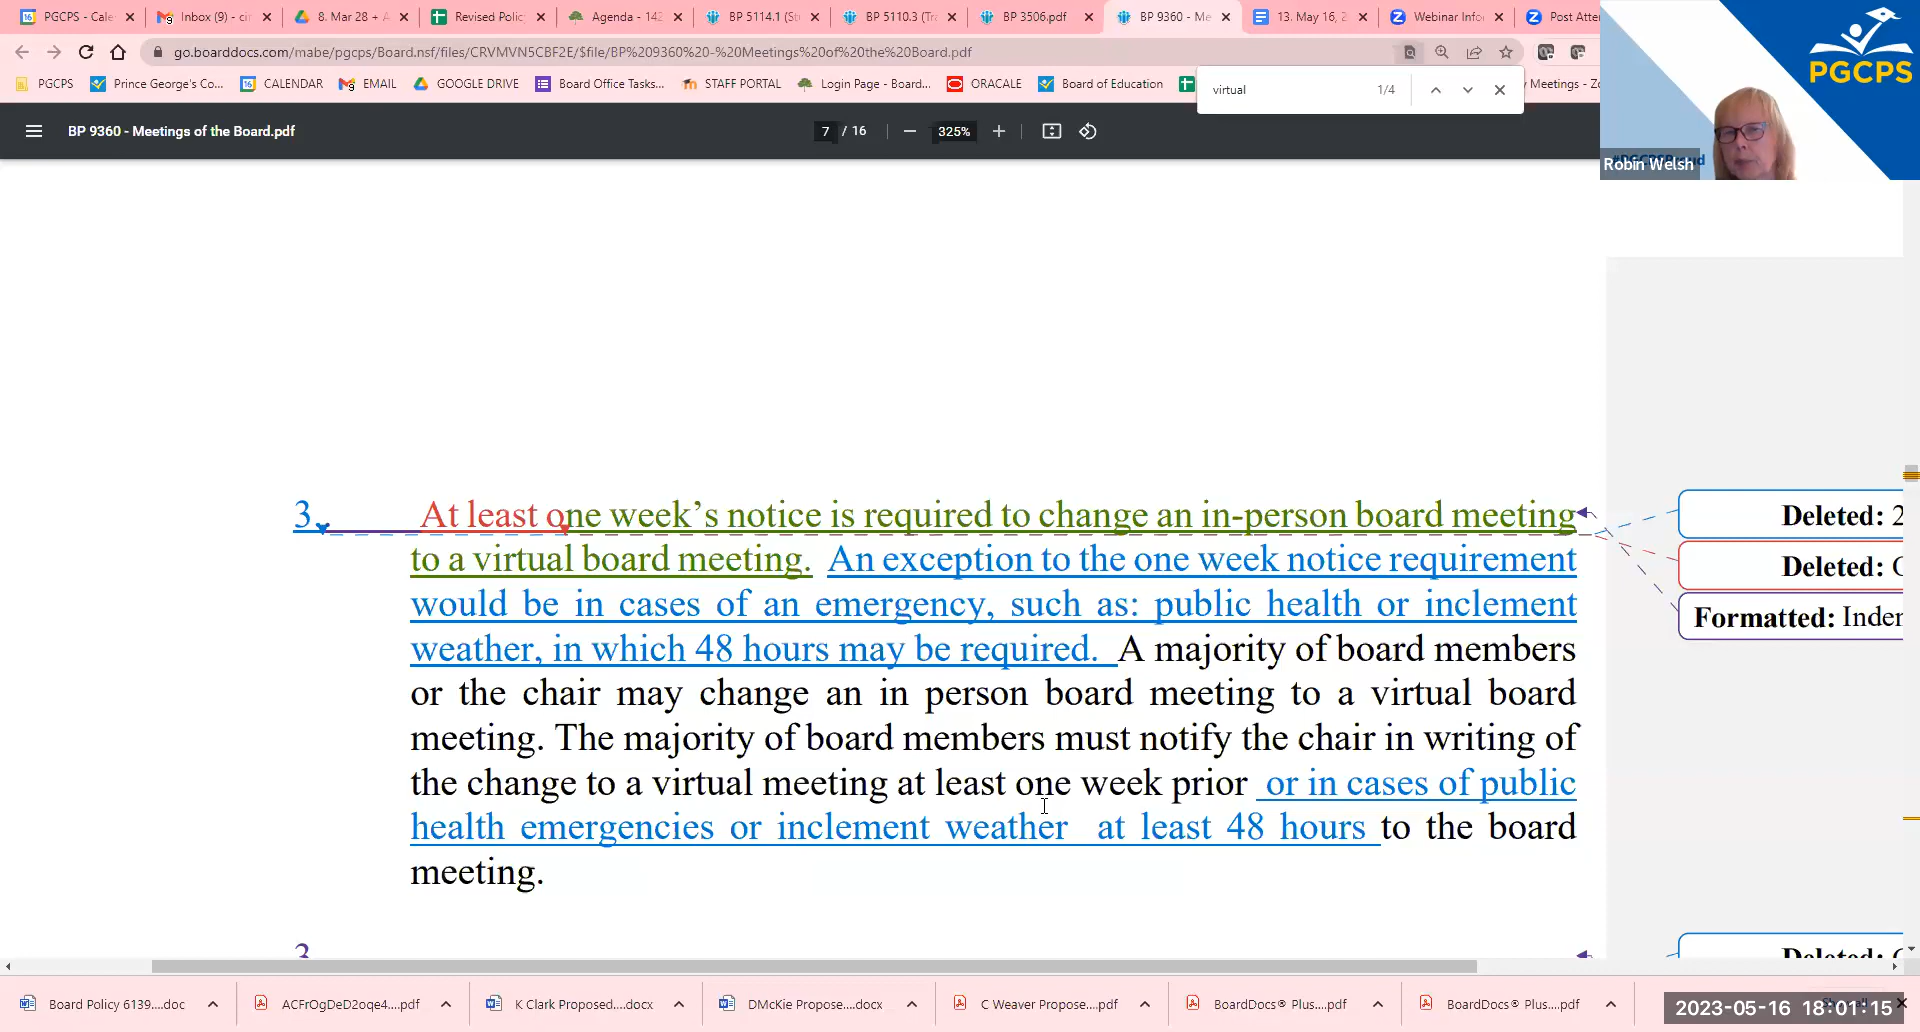 PGCPS - Cale
Inbox (9) - ci
8. Mar 28 + A
Revised Polic
Agenda - 142
BP 5114.1 (St
BP 5110.3 (Tra
BP 3506.pdf
BP 9360 - Me
13. May 16, 2
Webinar Info
Post Atte
go.boarddocs.com/mabe/pgcps/Board.nsf/files/CRVMVN5CBF2E/$file/BP%209360%20-%20Meetings%20of%20the%20Board.pdf
PGCPS
Prince George's Co...
CALENDAR
EMAIL
GOOGLE DRIVE
Board Office Tasks...
STAFF PORTAL
Login Page - Board...
ORACALE
Board of Education
y Meetings - Zo
virtual 1/4
BP 9360 - Meetings of the Board.pdf
7 / 16
325%
PGCPS
Robin Welsh
3. At least one week's notice is required to change an in-person board meeting
to a virtual board meeting. An exception to the one week notice requirement
would be in cases of an emergency, such as: public health or inclement
weather, in which 48 hours may be required. A majority of board members
or the chair may change an in person board meeting to a virtual board
meeting. The majority of board members must notify the chair in writing of
the change to a virtual meeting at least one week prior or in cases of public
health emergencies or inclement weather at least 48 hours to the board
meeting.
Deleted: 2
Deleted:
Formatted: Inden
3
Deleted:
Board Policy 6139....doc
ACFrOgDeD2oqe4....pdf
K Clark Proposed....docx
DMcKie Propose....docx
C Weaver Propose....pdf
BoardDocs® Plus....pdf
BoardDocs® Plus....pdf
2023-05-16 18:01:15